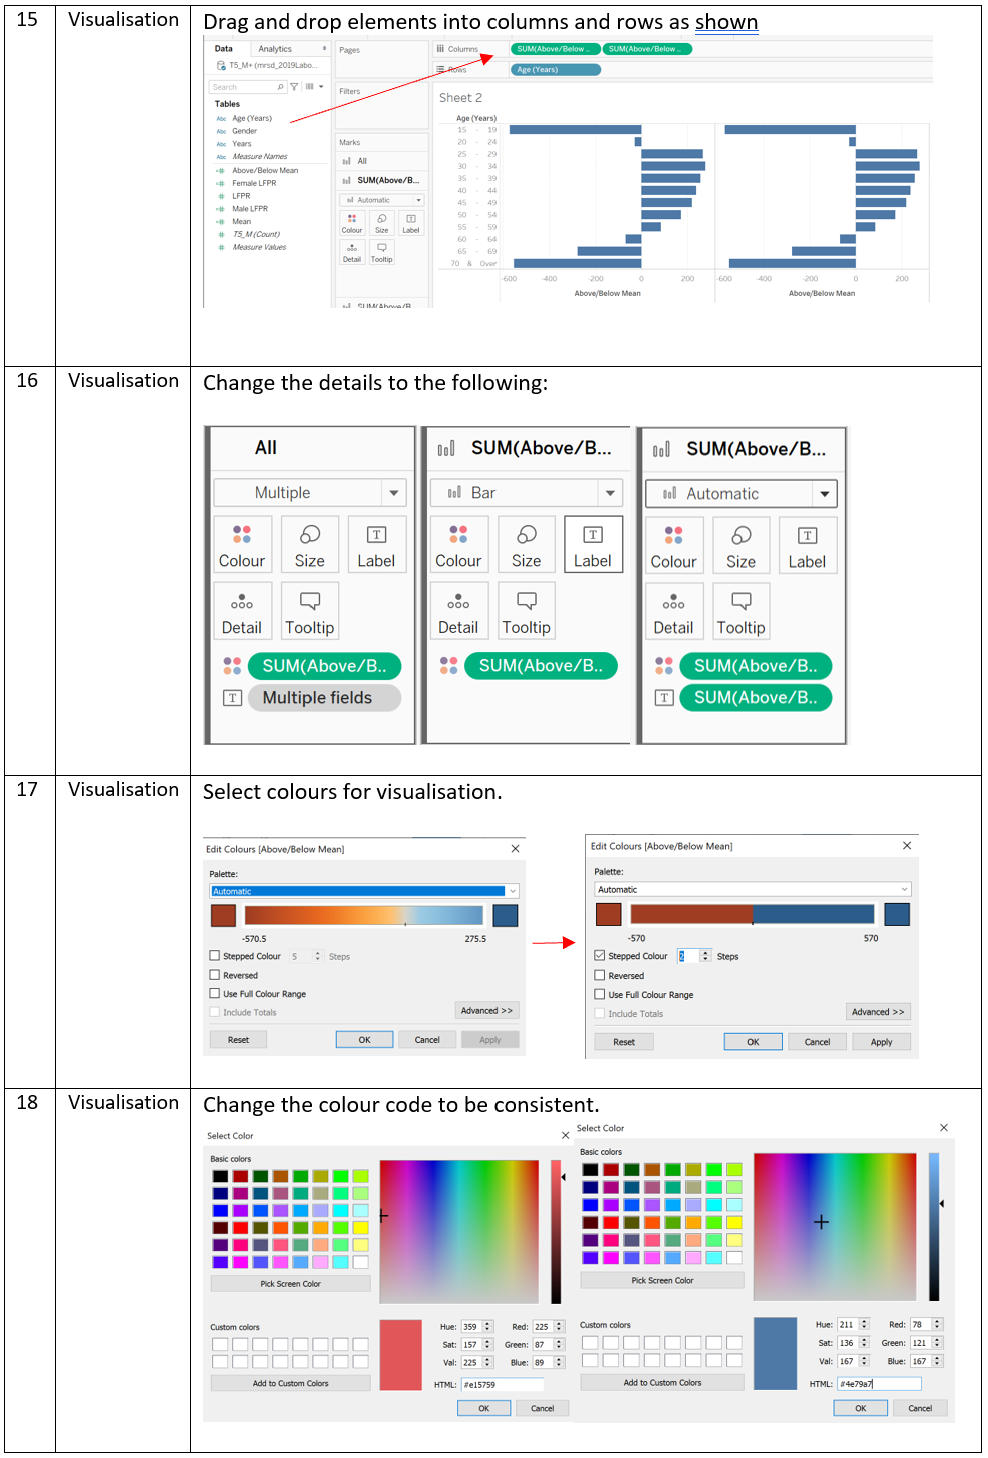 15 Visualisation Drag and drop elements into columns and rows as shown
Data Analytics
T5_M+ (mrsd_2019Labo...
Search
Tables
Abc Age (Years)
Abc Gender
Abc Years
Abc Measure Names
Above/Below Mean
Female LFPR
LFPR
Male LFPR
Mean
T5_M (Count)
Measure Values
Pages
Filters
Marks
All
SUM(Above/B...
Automatic
Colour Size Label
Detail Tooltip
SUM(Above/B
Columns SUM(Above/Below .. SUM(Above/Below ..
Rows Age (Years)
Sheet 2
Age (Years)
15 - 19
20 - 24
25 - 29
30 - 34
35 - 39
40 - 44
45 - 49
50 - 54
55 - 59
60 - 64
65 - 69
70 & Over
-600 -400 -200 0 200 -600 -400 -200 0 200
Above/Below Mean Above/Below Mean
16 Visualisation Change the details to the following:
All
Multiple
Colour Size Label
Detail Tooltip
SUM(Above/B..
Multiple fields
SUM(Above/B...
Bar
Colour Size Label
Detail Tooltip
SUM(Above/B..
SUM(Above/B...
Automatic
Colour Size Label
Detail Tooltip
SUM(Above/B..
SUM(Above/B..
17 Visualisation Select colours for visualisation.
Edit Colours [Above/Below Mean]
Palette:
Automatic
-570.5 275.5
Stepped Colour 5 Steps
Reversed
Use Full Colour Range
Include Totals
Advanced >>
Reset OK Cancel Apply
Edit Colours [Above/Below Mean]
Palette:
Automatic
-570 570
Stepped Colour 2 Steps
Reversed
Use Full Colour Range
Include Totals
Advanced >>
Reset OK Cancel Apply
18 Visualisation Change the colour code to be consistent.
Select Color
Basic colors
Pick Screen Color
Custom colors
Add to Custom Colors
Hue: 359 Red: 225
Sat: 157 Green: 87
Val: 225 Blue: 89
HTML: #e15759
OK Cancel
Select Color
Basic colors
Pick Screen Color
Custom colors
Add to Custom Colors
Hue: 211 Red: 78
Sat: 136 Green: 121
Val: 167 Blue: 167
HTML: #4e79a7
OK Cancel